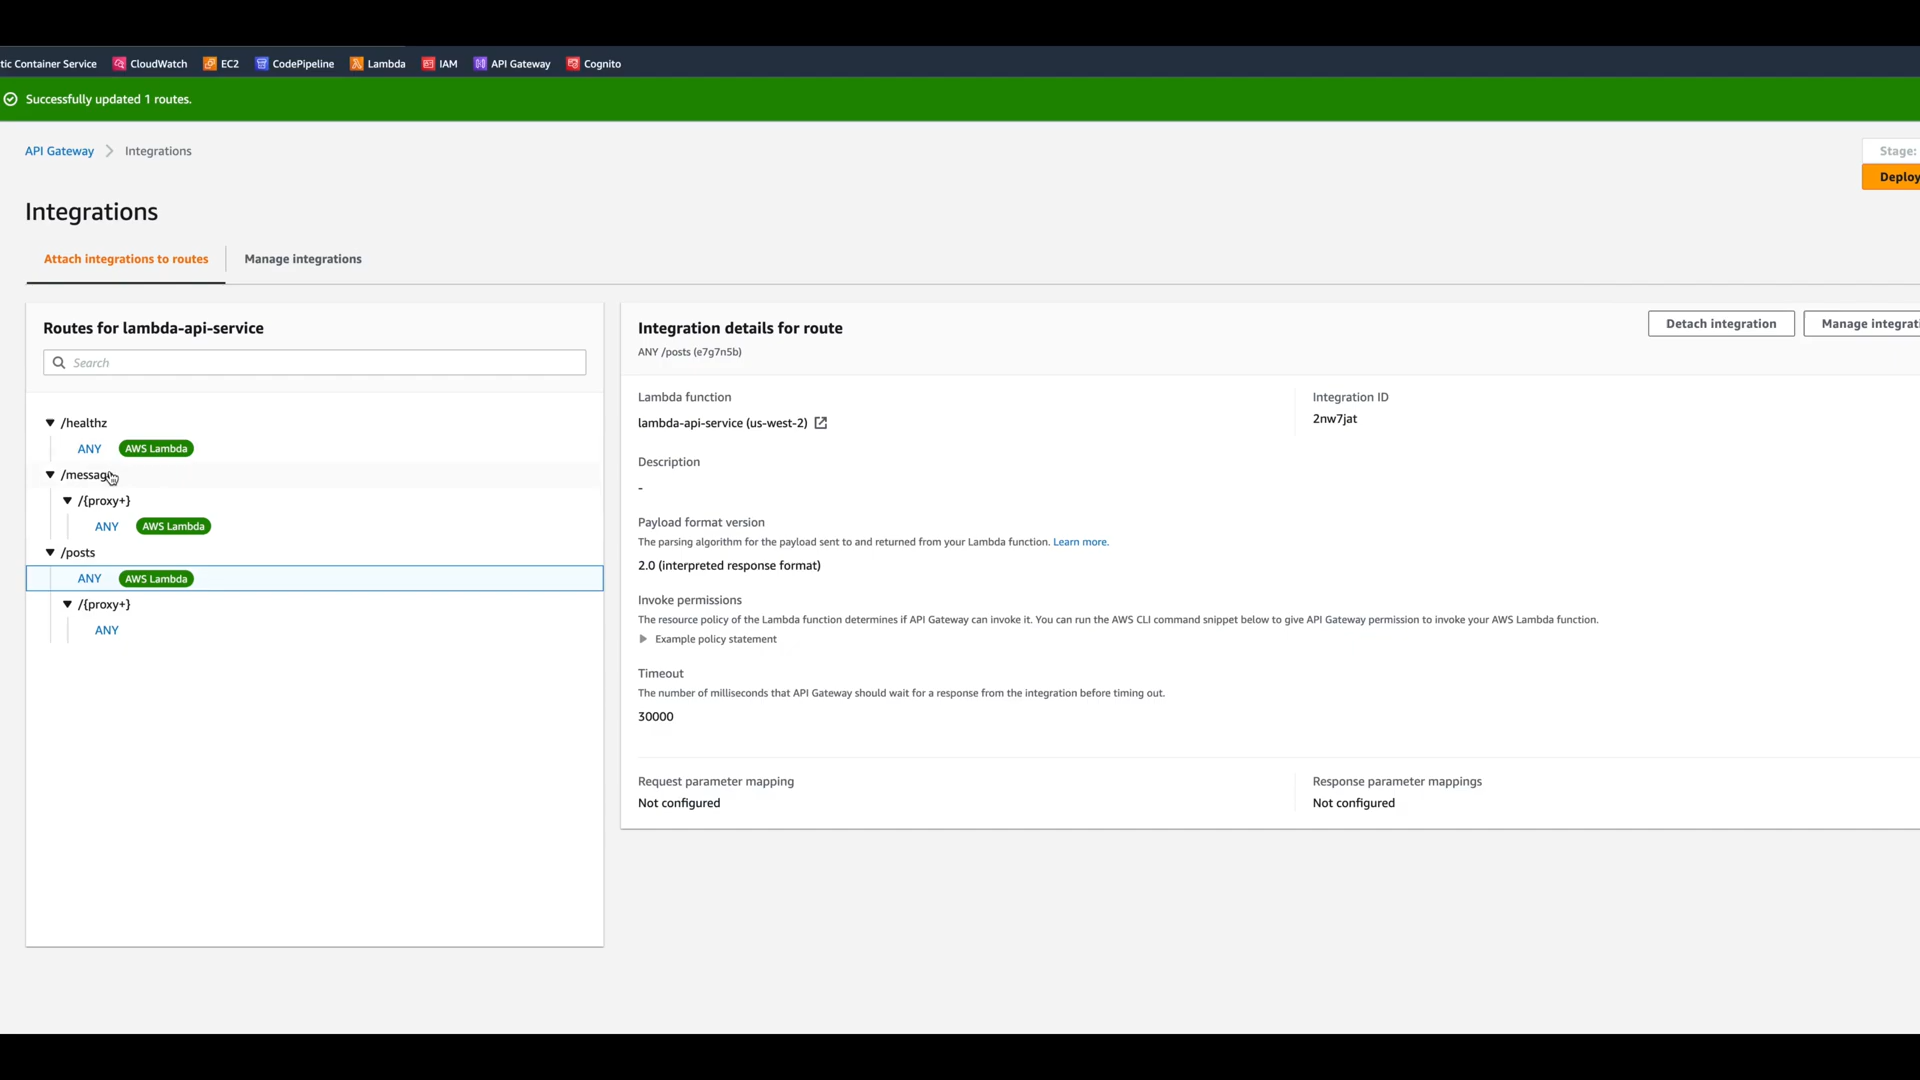 tic Container Service CloudWatch EC2 CodePipeline Lambda IAM API Gateway Cognito
Successfully updated 1 routes.
API Gateway Integrations
Stage:
Deploy
Integrations
Attach integrations to routes Manage integrations
Routes for lambda-api-service
Search
/healthz
ANY AWS Lambda
/messag
/{proxy+}
ANY AWS Lambda
/posts
ANY AWS Lambda
/{proxy+}
ANY
Integration details for route
ANY /posts (e7g7n5b)
Detach integration
Manage integrati
Lambda function
lambda-api-service (us-west-2)
Integration ID
2nw7jat
Description
-
Payload format version
The parsing algorithm for the payload sent to and returned from your Lambda function. Learn more.
2.0 (interpreted response format)
Invoke permissions
The resource policy of the Lambda function determines if API Gateway can invoke it. You can run the AWS CLI command snippet below to give API Gateway permission to invoke your AWS Lambda function.
Example policy statement
Timeout
The number of milliseconds that API Gateway should wait for a response from the integration before timing out.
30000
Request parameter mapping
Not configured
Response parameter mappings
Not configured